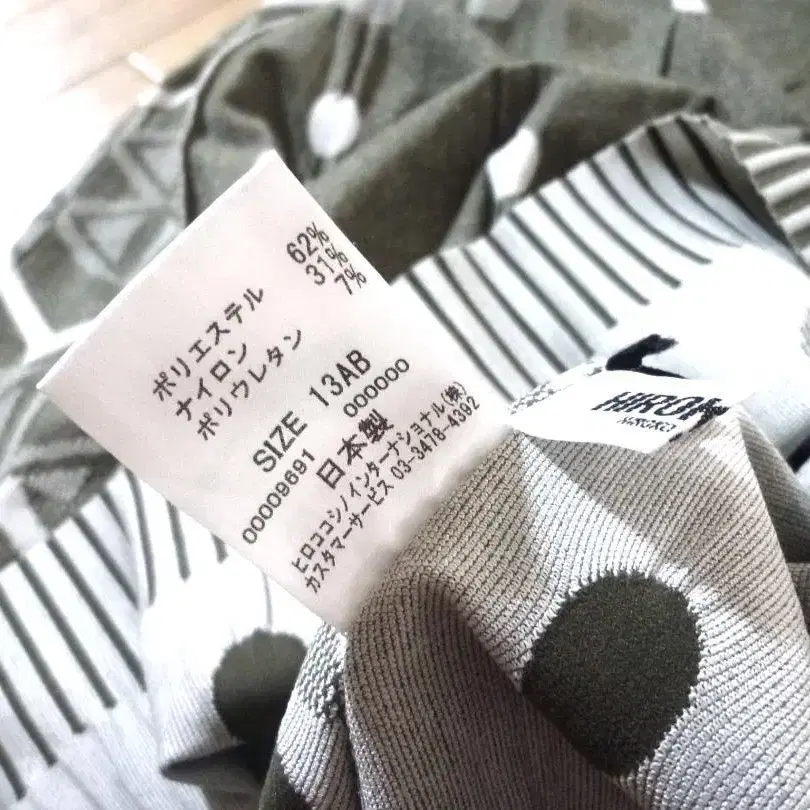 ポリエステル 62%
ナイロン 31%
ポリウレタン 7%
SIZE 13AB
00009691 000000
日本製
ヒロココシノインターナショナル(株)
カスタマーサービス 03-3478-4392